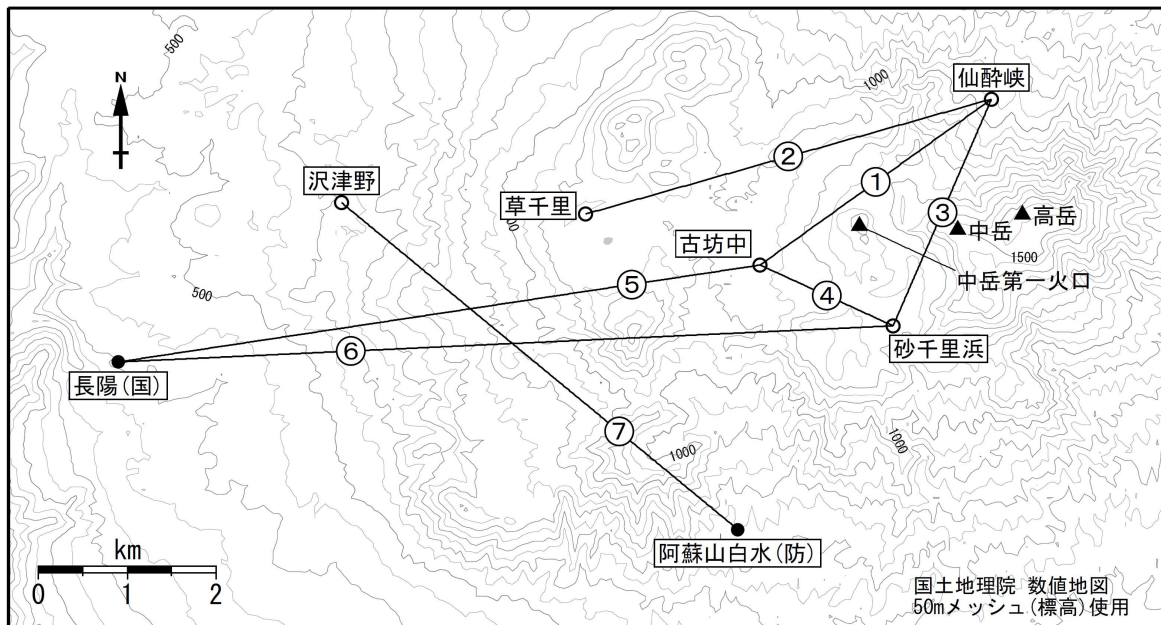 500
N
仙酔峡
1000
②
沢津野
①
草千里
③
高岳
中岳
古坊中
1500
中岳第一火口
⑤
④
500
⑥
砂千里浜
長陽(国)
⑦
1000
1000
阿蘇山白水(防)
km
0 1 2
国土地理院 数値地図
50mメッシュ(標高)使用